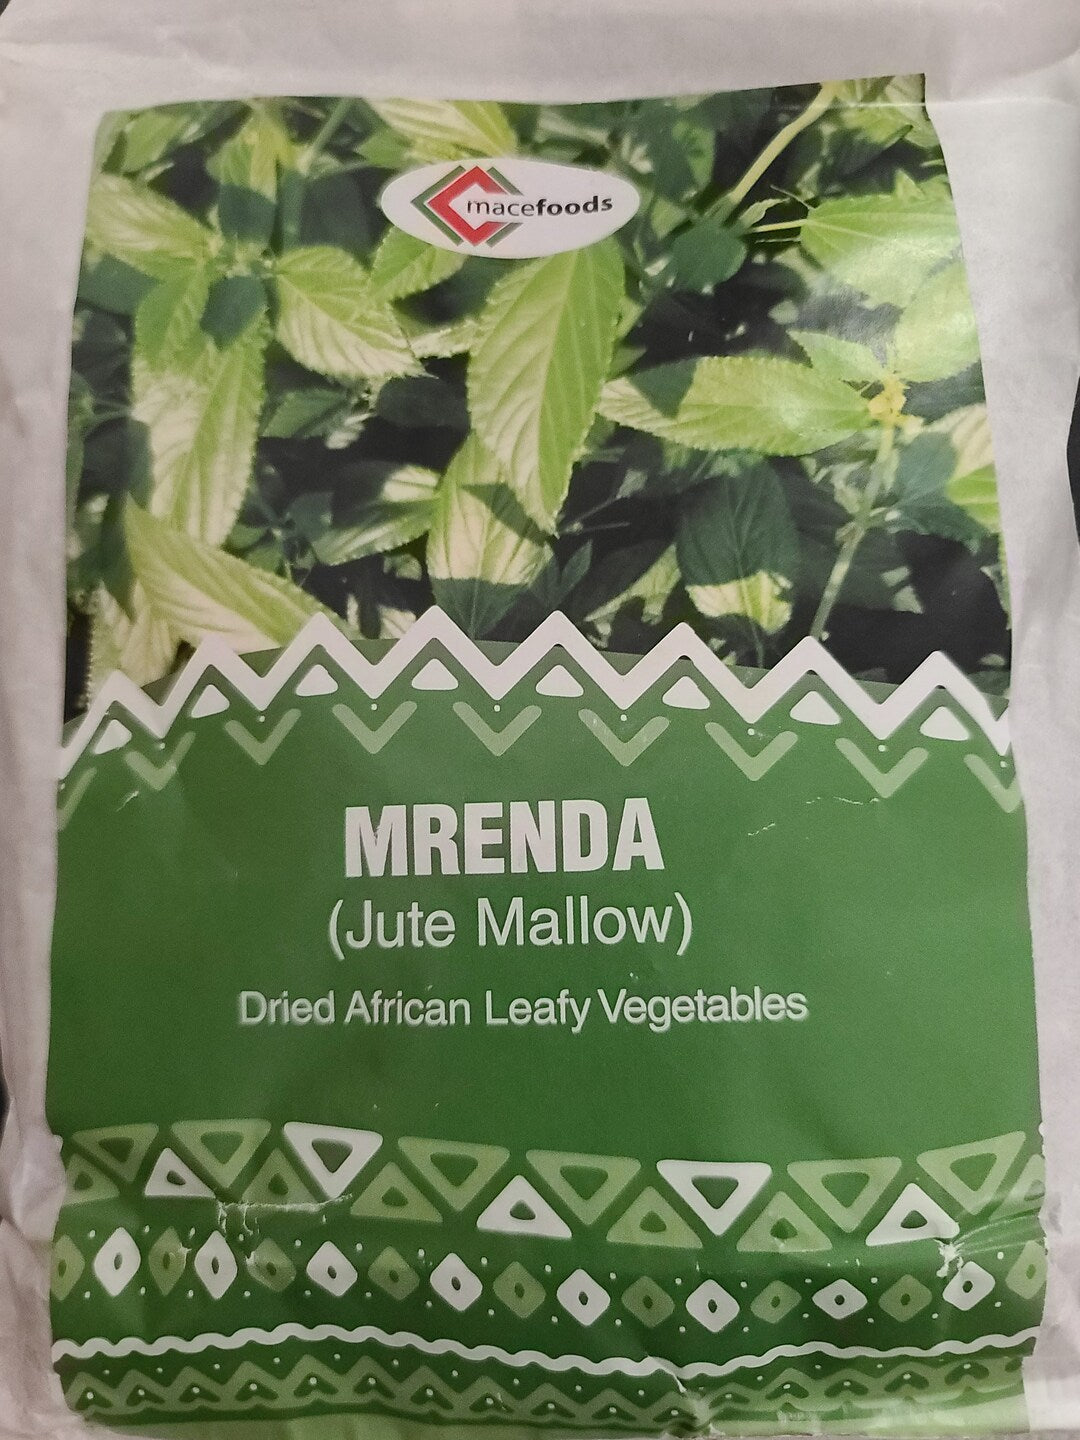 macefoods
MRENDA
(Jute Mallow)
Dried African Leafy Vegetables